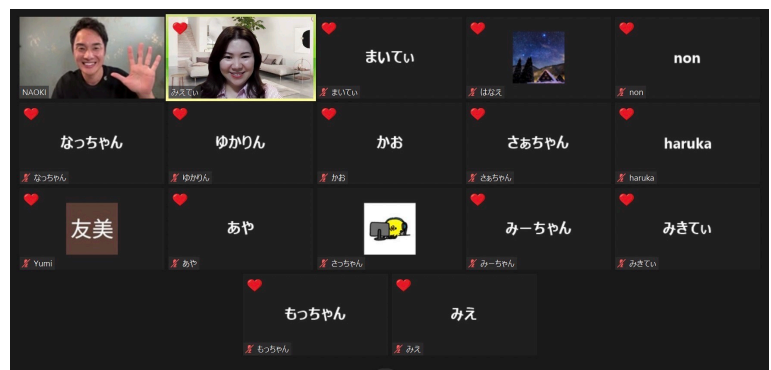 NAOKI
みえてぃ
まいてぃ
まいてぃ
はなえ
non
non
なっちゃん
なっちゃん
ゆかりん
ゆかりん
かお
かお
さぁちゃん
さぁちゃん
haruka
haruka
友美
Yumi
あや
あや
さっちゃん
みーちゃん
みーちゃん
みきてぃ
みきてぃ
もっちゃん
もっちゃん
みえ
みえ